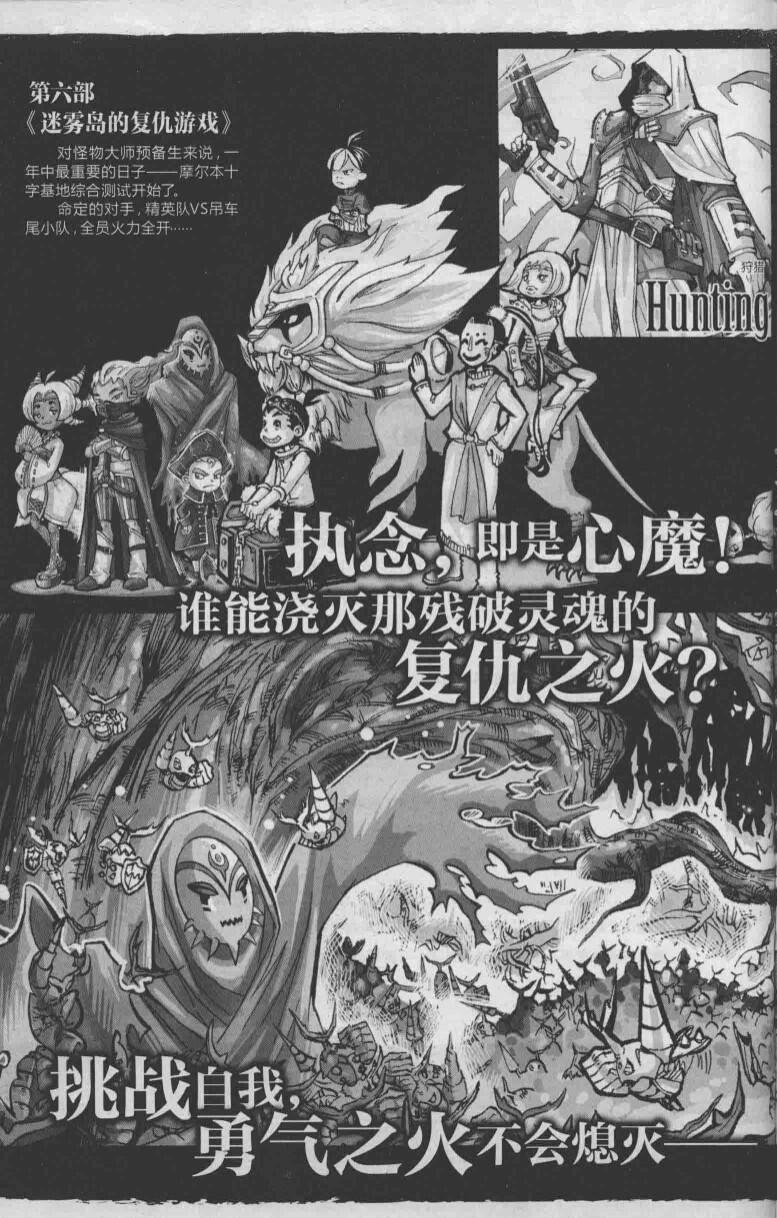 第六部
《迷雾岛的复仇游戏》
对怪物大师预备生来说，一
年中最重要的日子——摩尔本十
字基地综合测试开始了。
命定的对手，精英队VS吊车
尾小队，全员火力全开……
狩猎
Hunting
执念，即是心魔！
谁能浇灭那残破灵魂的
复仇之火？
挑战自我，
勇气之火不会熄灭——